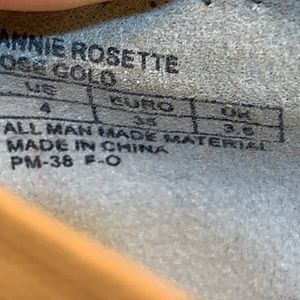 ANNIE ROSETTE
OSE GOLD
US EURO UK
4 35 3.5
ALL MAN MADE MATERIAL
MADE IN CHINA
PM-38 F-O